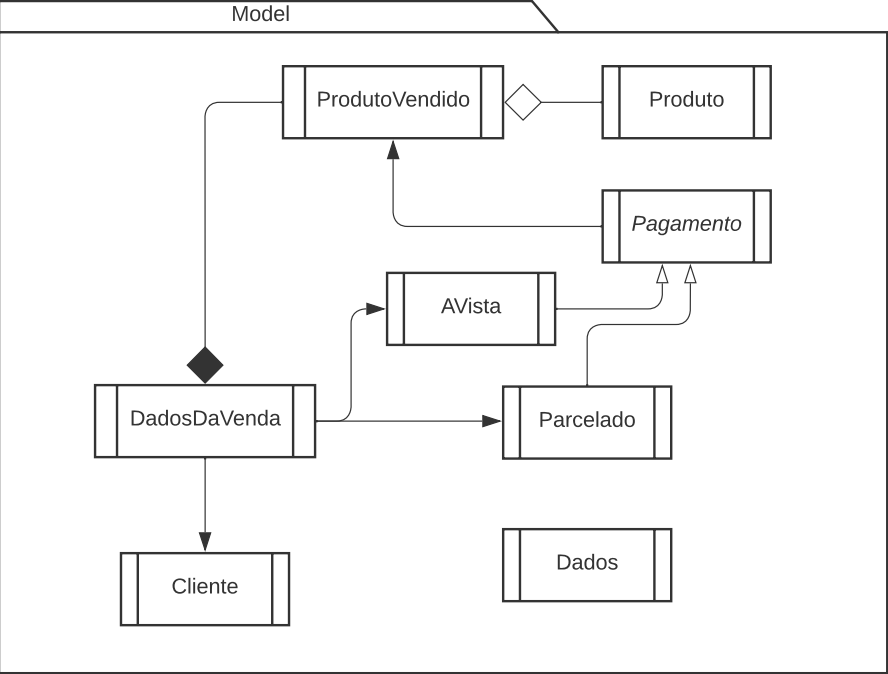 Model
ProdutoVendido
Produto
Pagamento
AVista
DadosDaVenda
Parcelado
Dados
Cliente